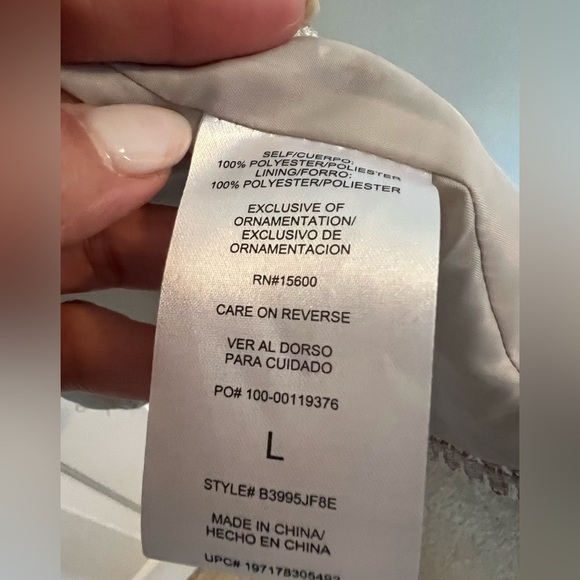 SELF/CUERPO:
100% POLYESTER/POLIESTER
LINING/FORRO:
100% POLYESTER/POLIESTER
EXCLUSIVE OF
ORNAMENTATION/
EXCLUSIVO DE
ORNAMENTACION
RN#15600
CARE ON REVERSE
VER AL DORSO
PARA CUIDADO
PO# 100-00119376
L
STYLE# B3995JF8E
MADE IN CHINA/
HECHO EN CHINA
UPC#